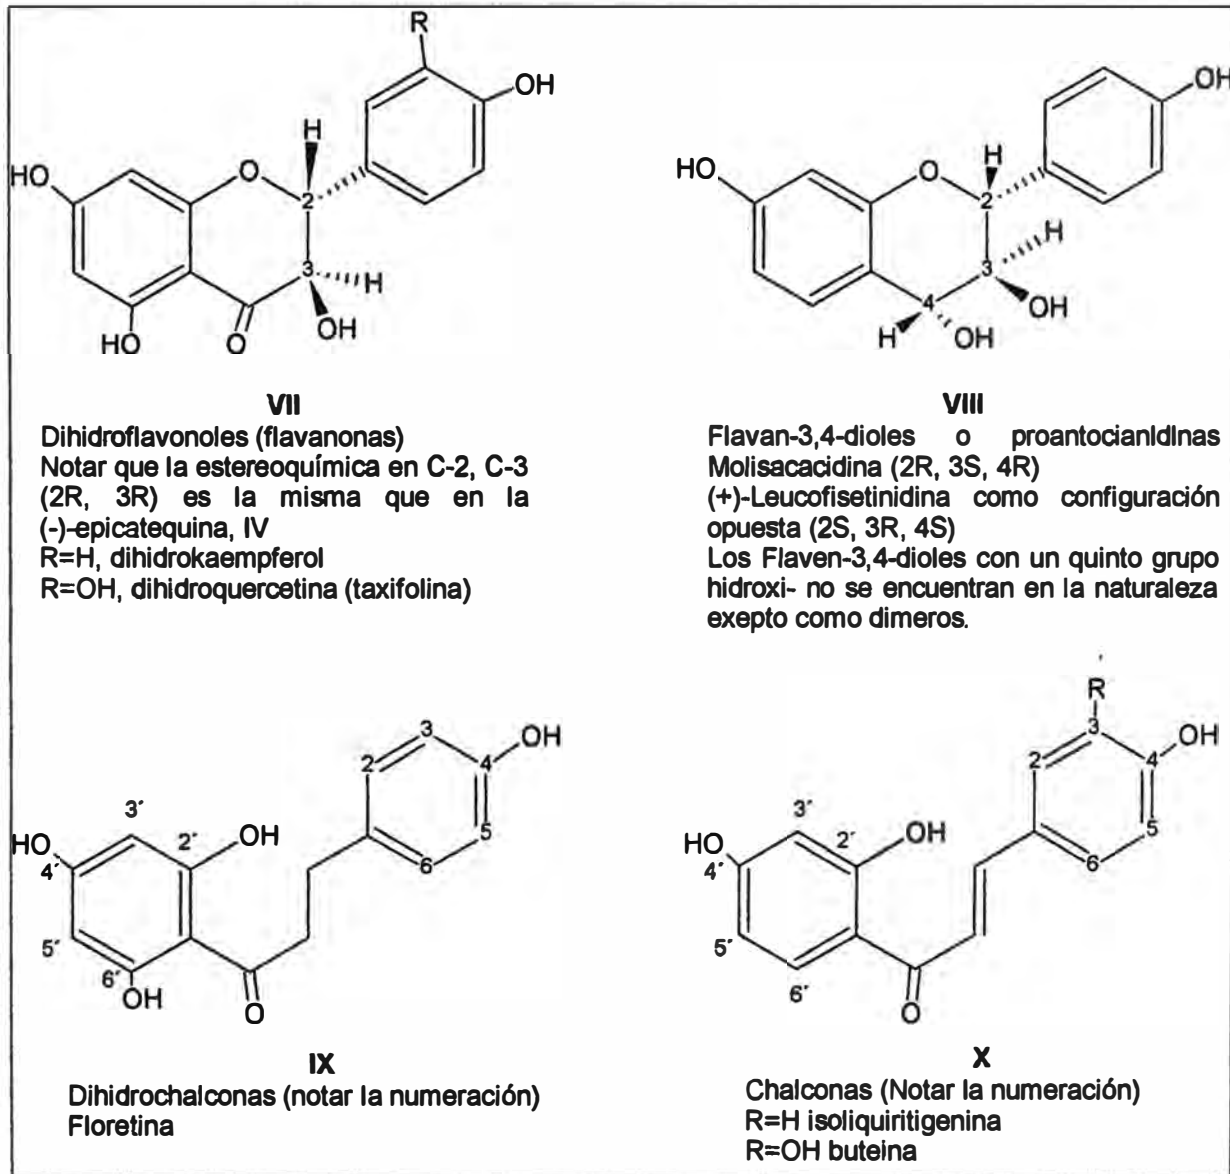 R
OH
H
HO
O
2
3
H
OH
4
HO
O
VII
Dihidroflavonoles (flavanonas)
Notar que la estereoquímica en C-2, C-3
(2R, 3R) es la misma que en la
(-)-epicatequina, IV
R=H, dihidrokaempferol
R=OH, dihidroquercetina (taxifolina)
OH
H
HO
O
2
H
3
4
OH
H
OH
VIII
Flavan-3,4-dioles o proantocianidinas
Molisacacidina (2R, 3S, 4R)
(+)-Leucofisetinidina como configuración
opuesta (2S, 3R, 4S)
Los Flaven-3,4-dioles con un quinto grupo
hidroxi- no se encuentran en la naturaleza
exepto como dimeros.
3
OH
2
4
3´
HO
2´
OH
5
4´
6
5´
6´
OH
O
IX
Dihidrochalconas (notar la numeración)
Floretina
R
3
OH
2
4
3´
HO
2´
OH
5
4´
6
5´
6´
O
X
Chalconas (Notar la numeración)
R=H isoliquiritigenina
R=OH buteina